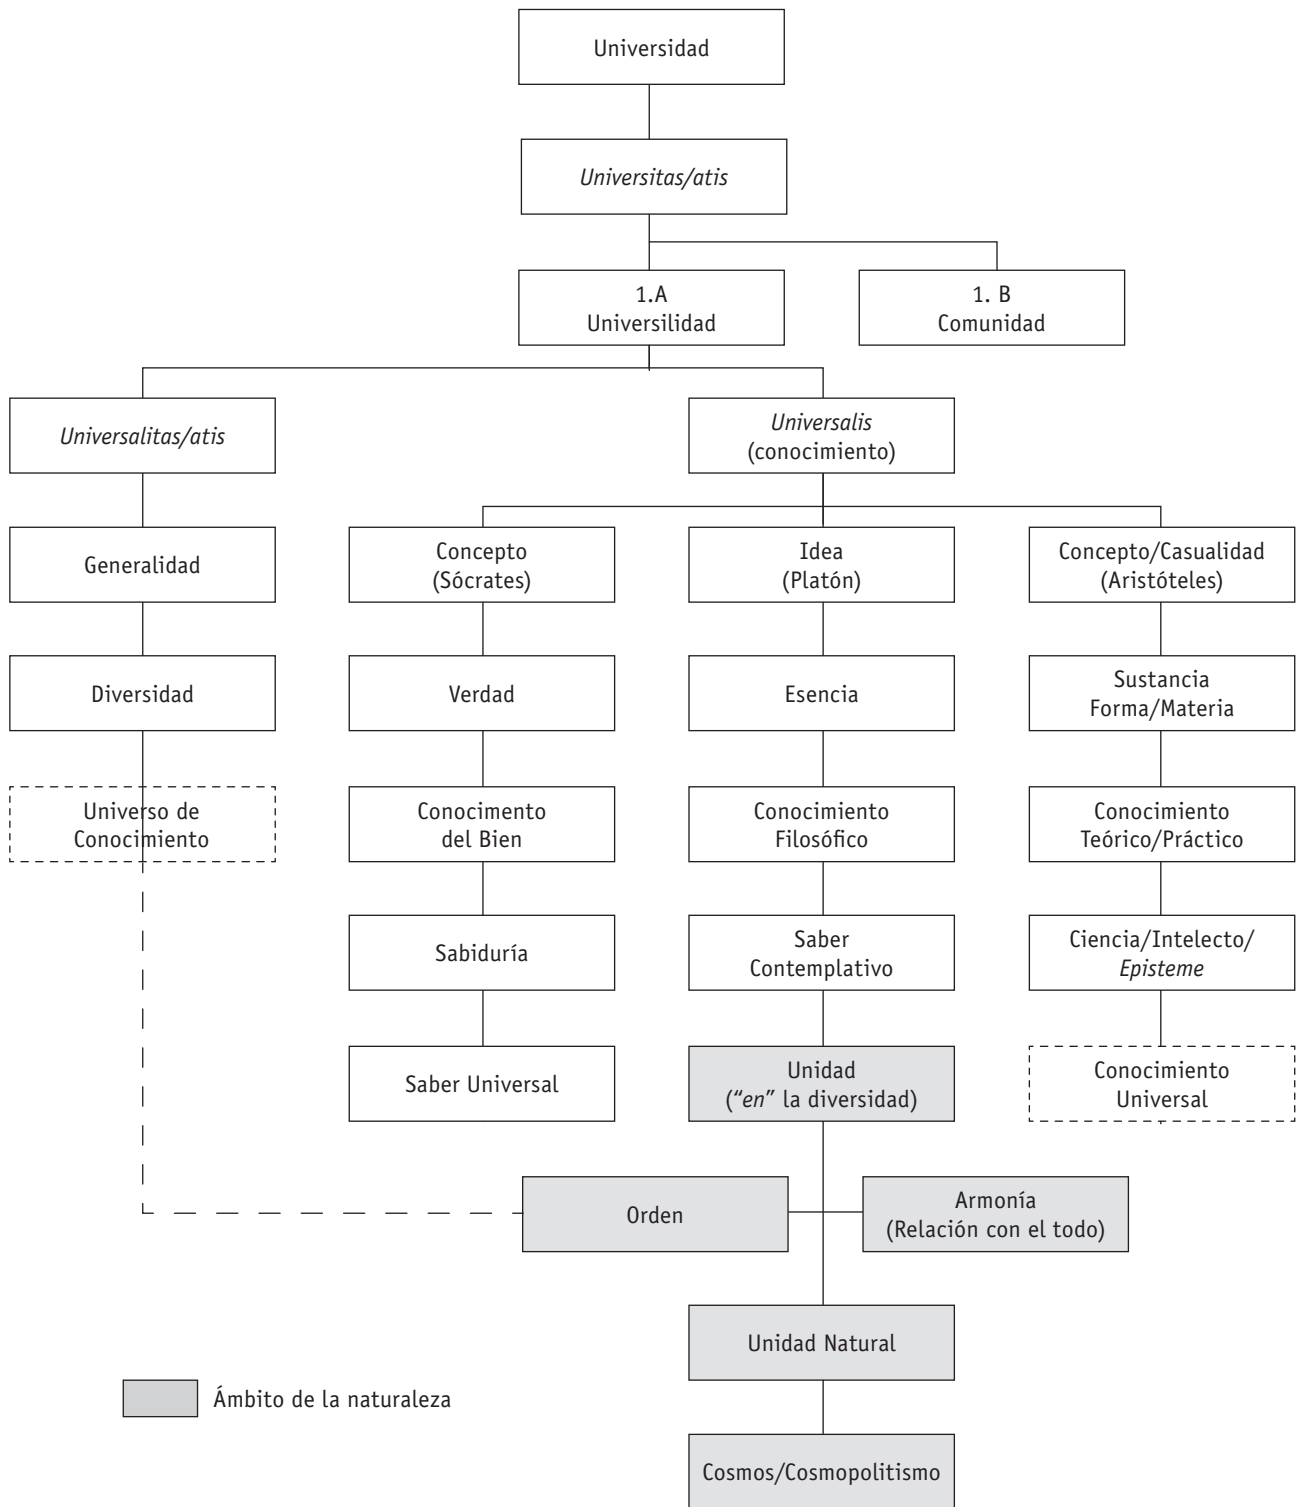 Universidad
Universitas/atis
1.A
Universilidad
1. B
Comunidad
Universalitas/atis
Universalis
(conocimiento)
Generalidad
Concepto
(Sócrates)
Idea
(Platón)
Concepto/Casualidad
(Aristóteles)
Diversidad
Verdad
Esencia
Sustancia
Forma/Materia
Universo de
Conocimiento
Conocimento
del Bien
Conocimiento
Filosófico
Conocimiento
Teórico/Práctico
Sabiduría
Saber
Contemplativo
Ciencia/Intelecto/
Episteme
Saber Universal
Unidad
(“en” la diversidad)
Conocimiento
Universal
Orden
Armonía
(Relación con el todo)
Unidad Natural
Ámbito de la naturaleza
Cosmos/Cosmopolitismo